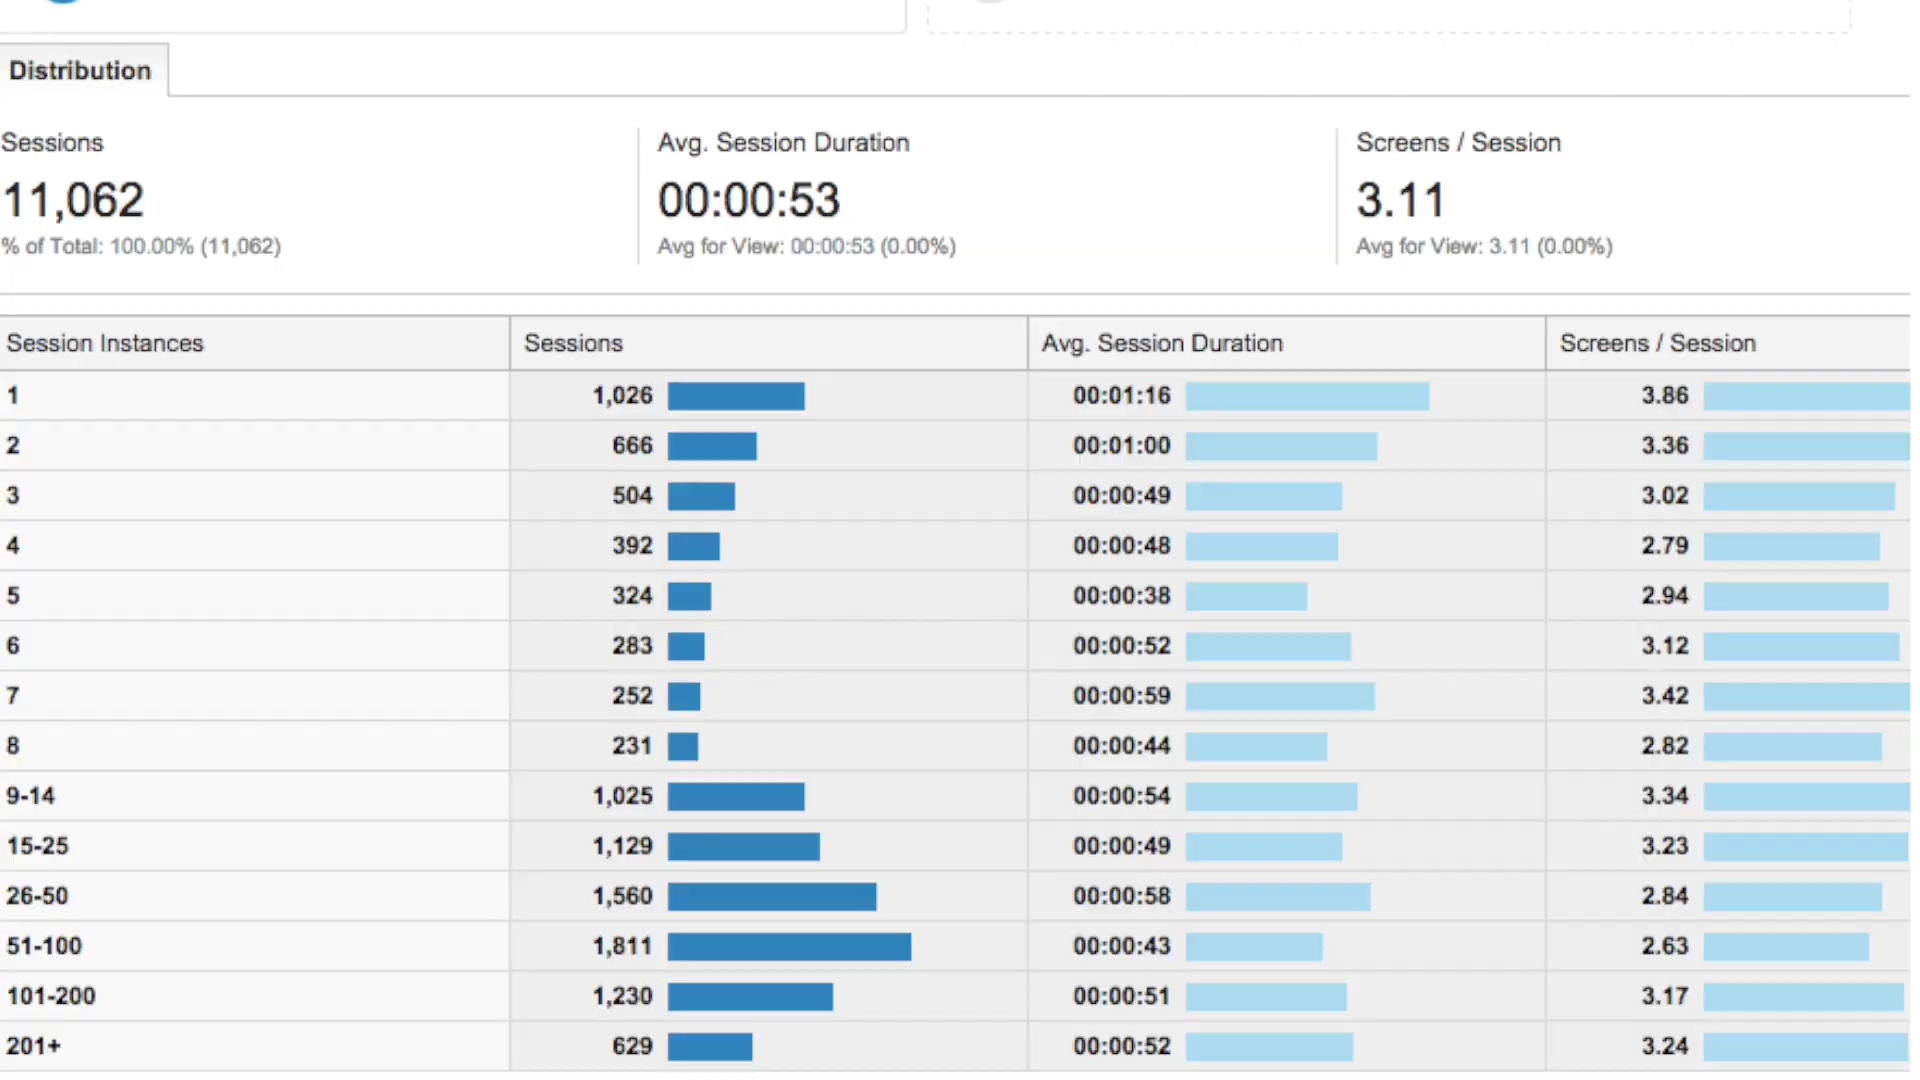 Distribution
Sessions Avg. Session Duration Screens / Session
11,062 00:00:53 3.11
% of Total: 100.00% (11,062) Avg for View: 00:00:53 (0.00%) Avg for View: 3.11 (0.00%)
Session Instances Sessions Avg. Session Duration Screens / Session
1 1,026 00:01:16 3.86
2 666 00:01:00 3.36
3 504 00:00:49 3.02
4 392 00:00:48 2.79
5 324 00:00:38 2.94
6 283 00:00:52 3.12
7 252 00:00:59 3.42
8 231 00:00:44 2.82
9-14 1,025 00:00:54 3.34
15-25 1,129 00:00:49 3.23
26-50 1,560 00:00:58 2.84
51-100 1,811 00:00:43 2.63
101-200 1,230 00:00:51 3.17
201+ 629 00:00:52 3.24